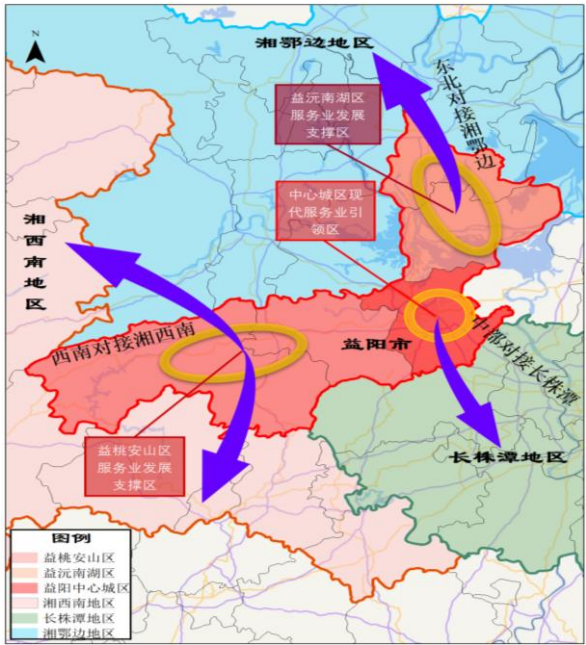 N
湘鄂边地区
东北对接湘鄂边
益沅南湖区
服务业发展
支撑区
中心城区现
代服务业引
领区
湘西南地区
西南对接湘西南
益阳市
中部对接长株潭
益桃安山区
服务业发展
支撑区
长株潭地区
图例
益桃安山区
益沅南湖区
益阳中心城区
湘西南地区
长株潭地区
湘鄂边地区